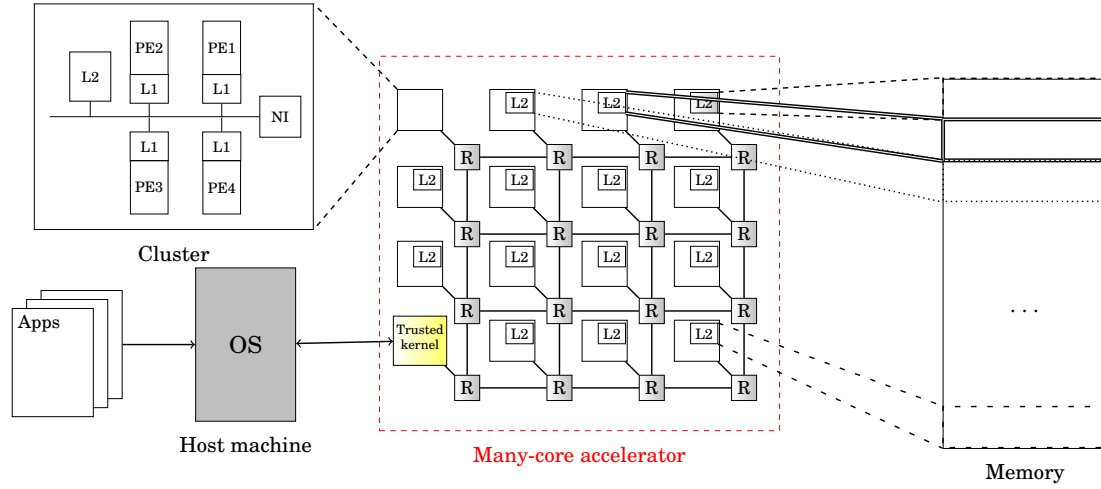 PE2
PE1
L2
L1
L1
NI
L1
L1
PE3
PE4
Cluster
Apps
OS
Host machine
L2
L2
L2
R
R
R
R
L2
L2
L2
L2
R
R
R
R
L2
L2
L2
L2
R
R
R
R
Trusted
kernel
L2
L2
L2
R
R
R
R
Many-core accelerator
. . .
Memory